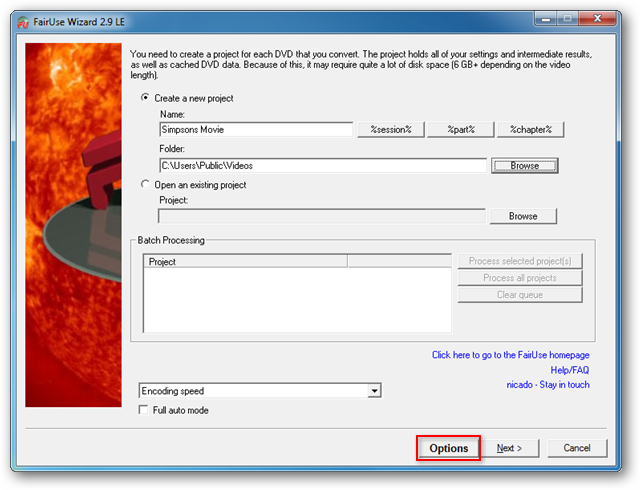 FairUse Wizard 2.9 LE
You need to create a project for each DVD that you convert. The project holds all of your settings and intermediate results,
as well as cached DVD data. Because of this, it may require quite a lot of disk space (6 GB+ depending on the video
length).
Create a new project
Name:
Simpsons Movie %session% %part% %chapter%
Folder:
C:\Users\Public\Videos Browse
Open an existing project
Project:
Browse
Batch Processing
Project Process selected project(s)
Process all projects
Clear queue
Click here to go to the FairUse homepage
Help/FAQ
nicado - Stay in touch
Encoding speed
Full auto mode
Options Next > Cancel